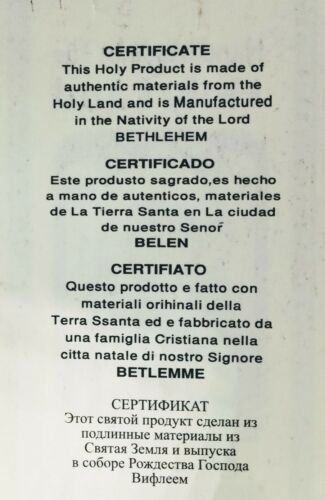 CERTIFICATE
This Holy Product is made of
authentic materials from the
Holy Land and is Manufactured
in the Nativity of the Lord
BETHLEHEM
CERTIFICADO
Este produsto sagrado,es hecho
a mano de autenticos, materiales
de La Tierra Santa en La ciudad
de nuestro Senor
BELEN
CERTIFIATO
Questo prodotto e fatto con
materiali orihinali della
Terra Ssanta ed e fabbricato da
una famiglia Cristiana nella
citta natale di nostro Signore
BETLEMME
СЕРТИФИКАТ
Этот святой продукт сделан из
подлинные материалы из
Святая Земля и выпуска
в соборе Рождества Господа
Вифлеем